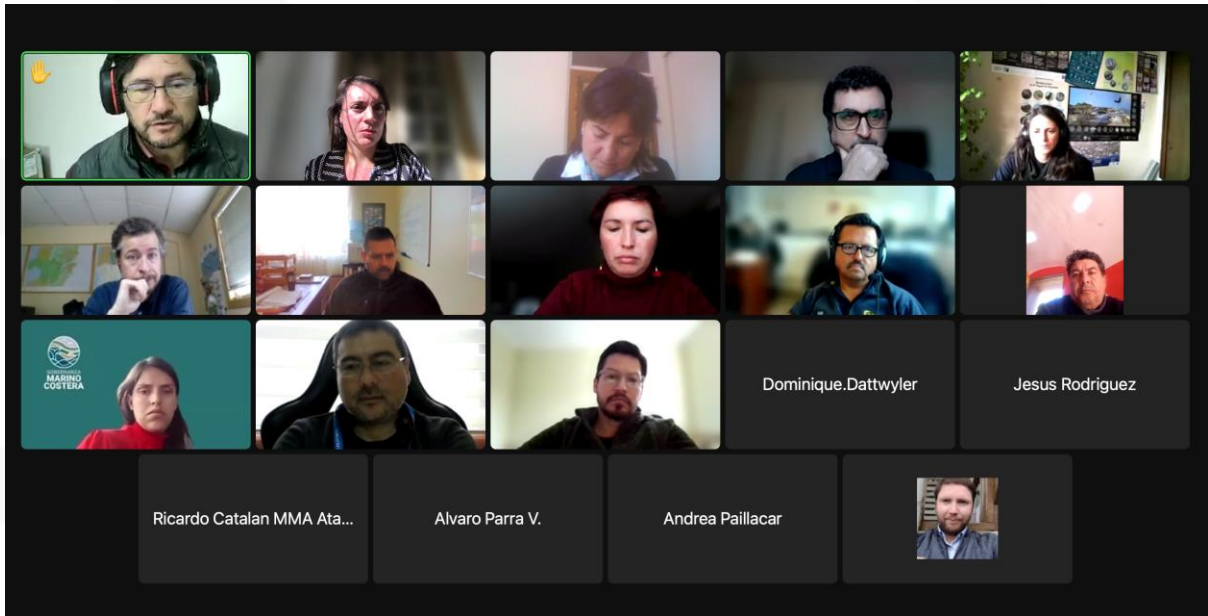 GOBERNANZA
MARINO
COSTERA
Dominique.Dattwyler
Jesus Rodriguez
Ricardo Catalan MMA Ata...
Alvaro Parra V.
Andrea Paillacar